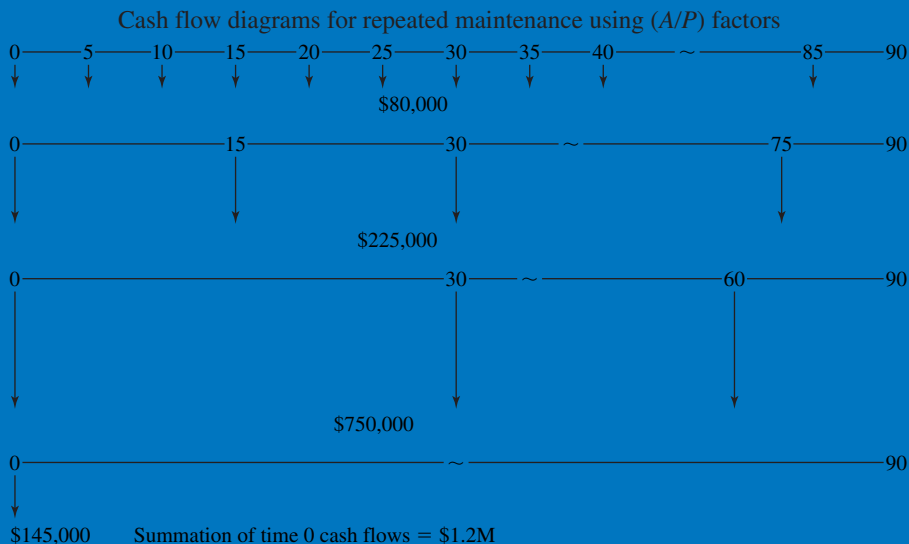 Cash flow diagrams for repeated maintenance using (A/P) factors
0 5 10 15 20 25 30 35 40 ~ 85 90
$80,000
0 15 30 ~ 75 90
$225,000
0 30 ~ 60 90
$750,000
0 ~ 90
$145,000 Summation of time 0 cash flows = $1.2M